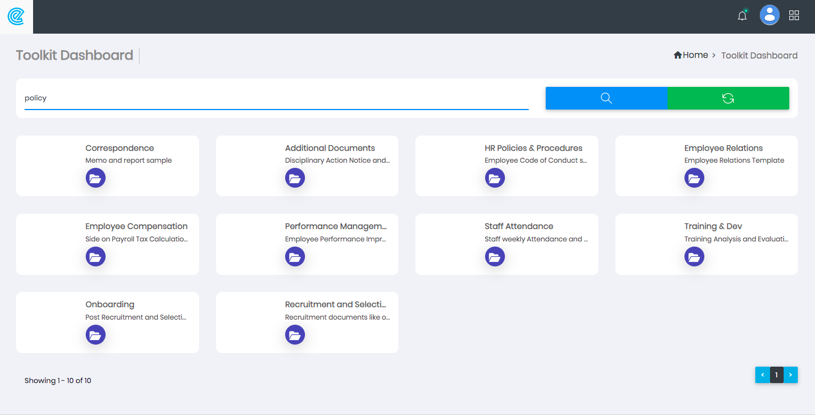 Toolkit Dashboard
Home > Toolkit Dashboard
policy
Correspondence
Memo and report sample
Additional Documents
Disciplinary Action Notice and...
HR Policies & Procedures
Employee Code of Conduct s...
Employee Relations
Employee Relations Template
Employee Compensation
Side on Payroll Tax Calculatio...
Performance Managem...
Employee Performance Impr...
Staff Attendance
Staff weekly Attendance and ...
Training & Dev
Training Analysis and Evaluati...
Onboarding
Post Recruitment and Selecti...
Recruitment and Selecti...
Recruitment documents like o...
Showing 1 - 10 of 10
< 1 >